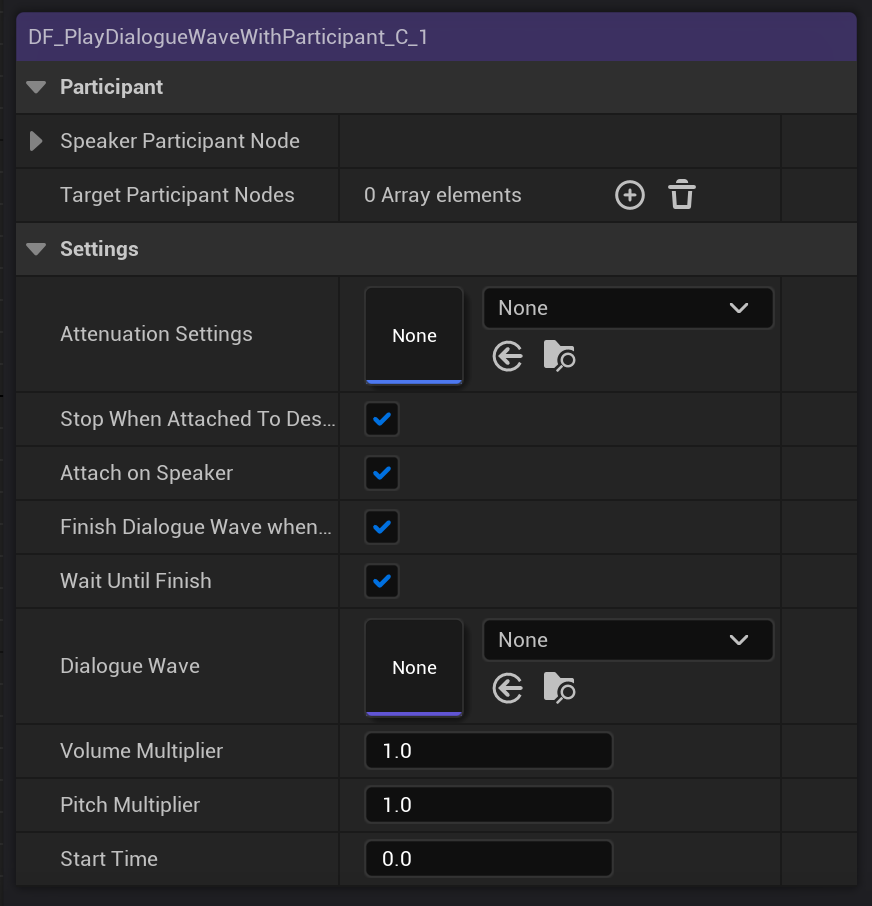 DF_PlayDialogueWaveWithParticipant_C_1
Participant
Speaker Participant Node
Target Participant Nodes 0 Array elements
Settings
Attenuation Settings None None
Stop When Attached To Des...
Attach on Speaker
Finish Dialogue Wave when...
Wait Until Finish
Dialogue Wave None None
Volume Multiplier 1.0
Pitch Multiplier 1.0
Start Time 0.0